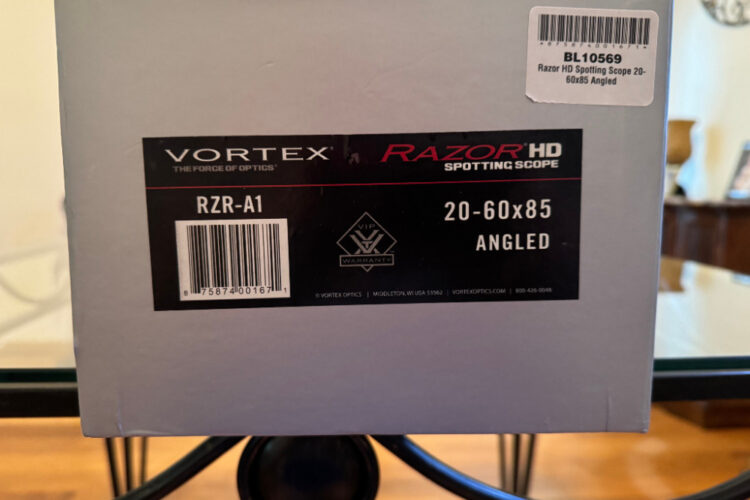 875874001671
BL10569
Razor HD Spotting Scope 20-
60x85 Angled
VORTEX®
THE FORCE OF OPTICS®
RAZOR® HD
SPOTTING SCOPE
RZR-A1
8 75874 00167 1
VIP
WARRANTY
20-60x85
ANGLED
© VORTEX OPTICS | MIDDLETON, WI USA 53562 | VORTEXOPTICS.COM | 800-426-0048